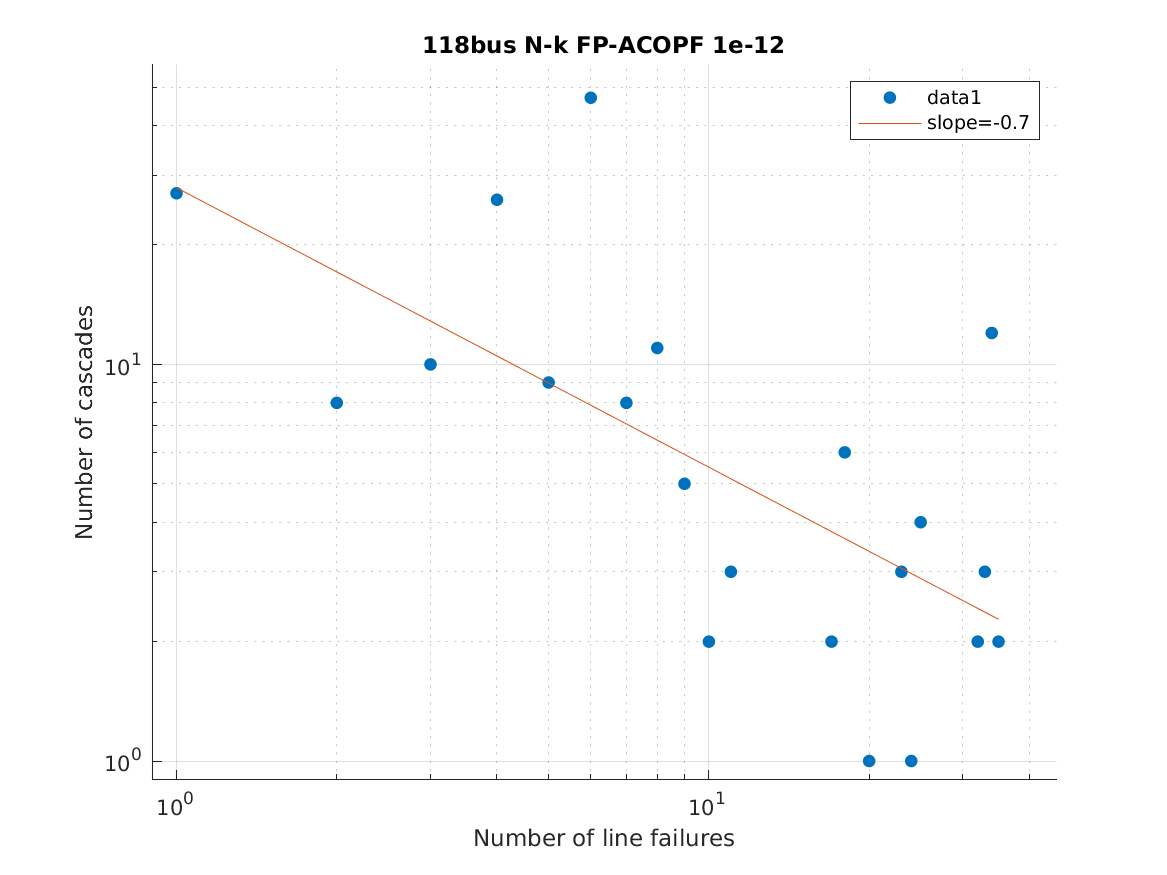 118bus N-k FP-ACOPF 1e-12
data1
slope=-0.7
Number of cascades
10^1
10^0
10^0
10^1
Number of line failures